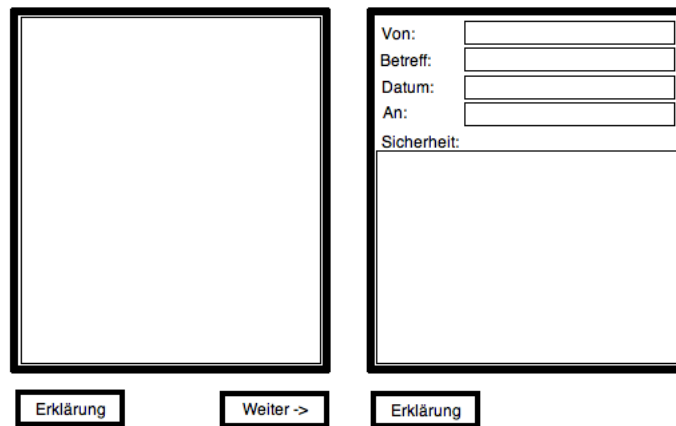 Von:
Betreff:
Datum:
An:
Sicherheit:
Erklärung
Weiter ->
Erklärung